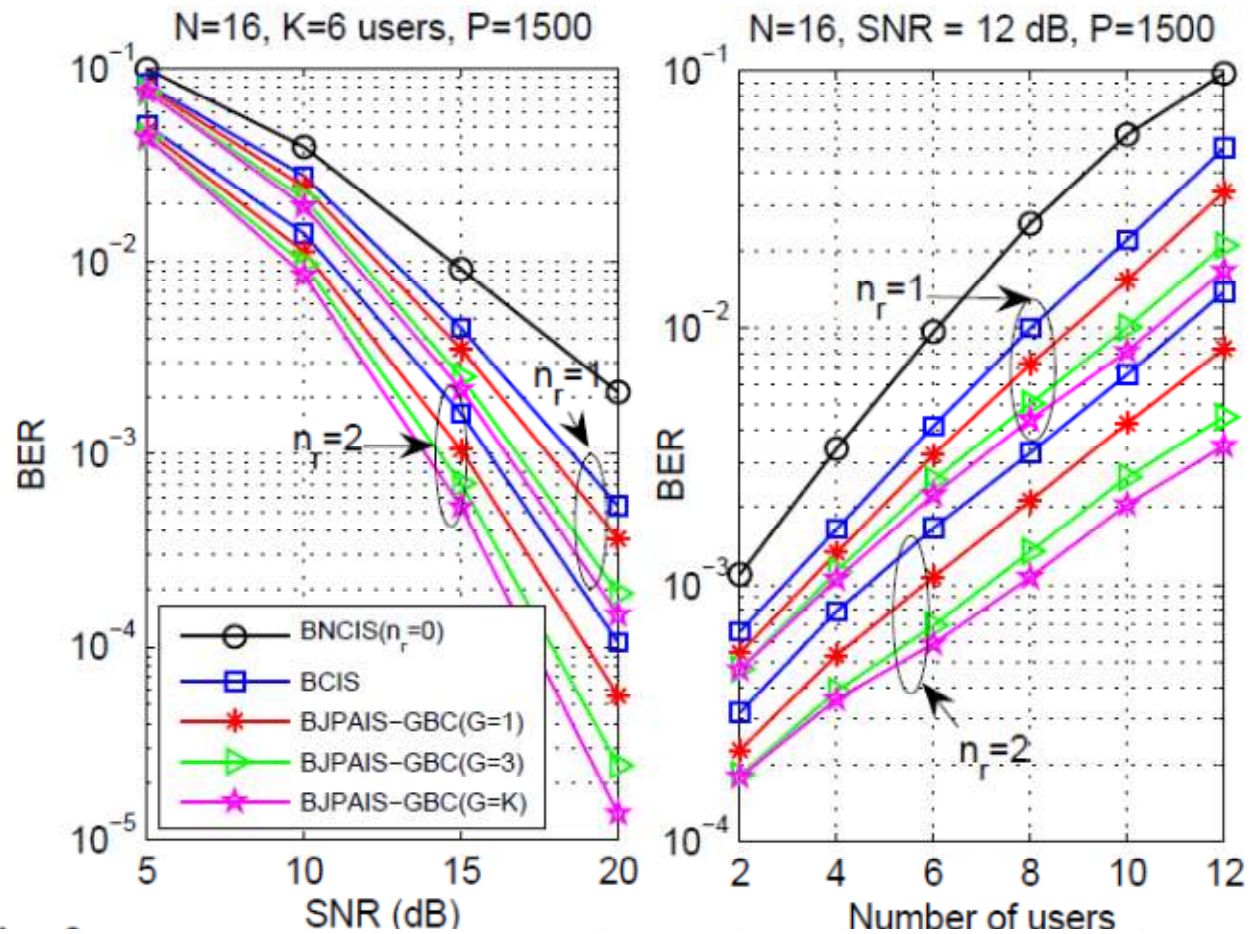 N=16, K=6 users, P=1500
10⁻¹
10⁻²
10⁻³
10⁻⁴
10⁻⁵
BER
n_r=1
n_r=2
BNCIS(n_r=0)
BCIS
BJPAIS−GBC(G=1)
BJPAIS−GBC(G=3)
BJPAIS−GBC(G=K)
5 10 15 20
SNR (dB)
N=16, SNR = 12 dB, P=1500
10⁻¹
10⁻²
10⁻³
10⁻⁴
BER
n_r=1
n_r=2
2 4 6 8 10 12
Number of users